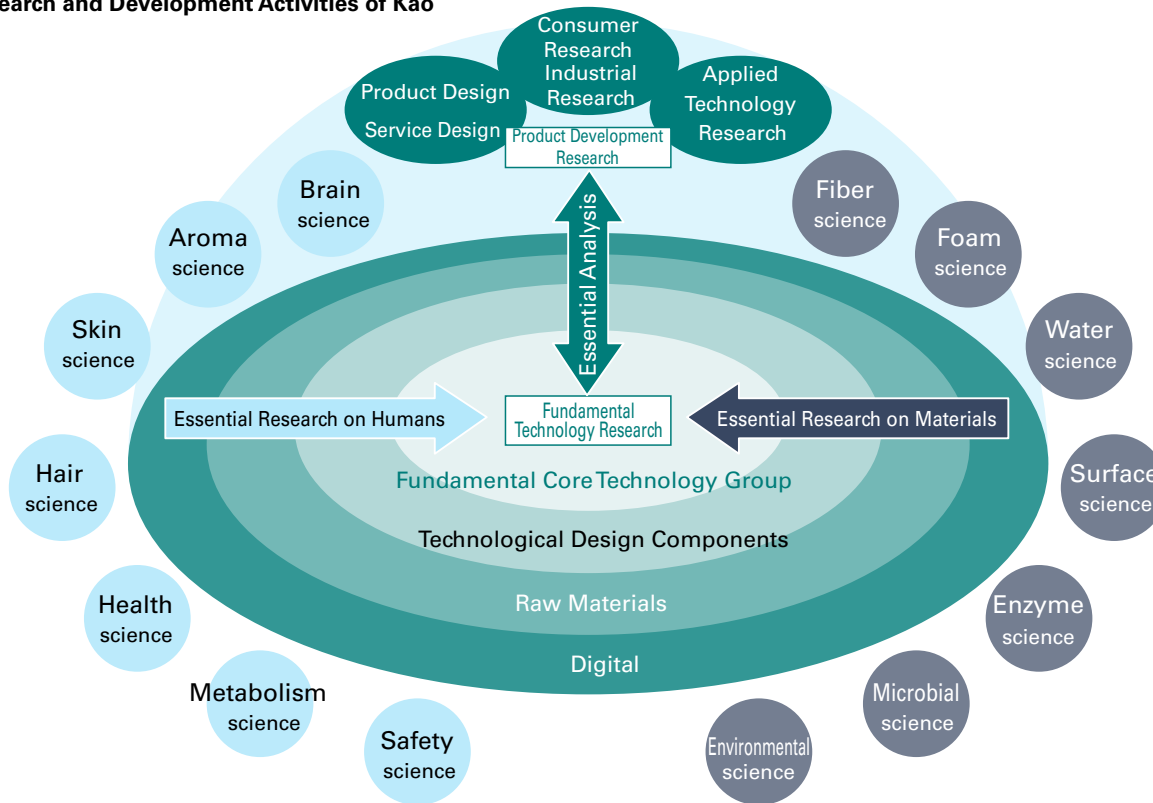 earch and Development Activities of Kao
Consumer
Research
Industrial
Research
Product Design
Service Design
Applied
Technology
Research
Product Development
Research
Brain
science
Fiber
science
Aroma
science
Foam
science
Essential Analysis
Skin
science
Water
science
Essential Research on Humans
Fundamental
Technology Research
Essential Research on Materials
Hair
science
Surface
science
Fundamental Core Technology Group
Technological Design Components
Health
science
Raw Materials
Enzyme
science
Digital
Metabolism
science
Microbial
science
Safety
science
Environmental
science